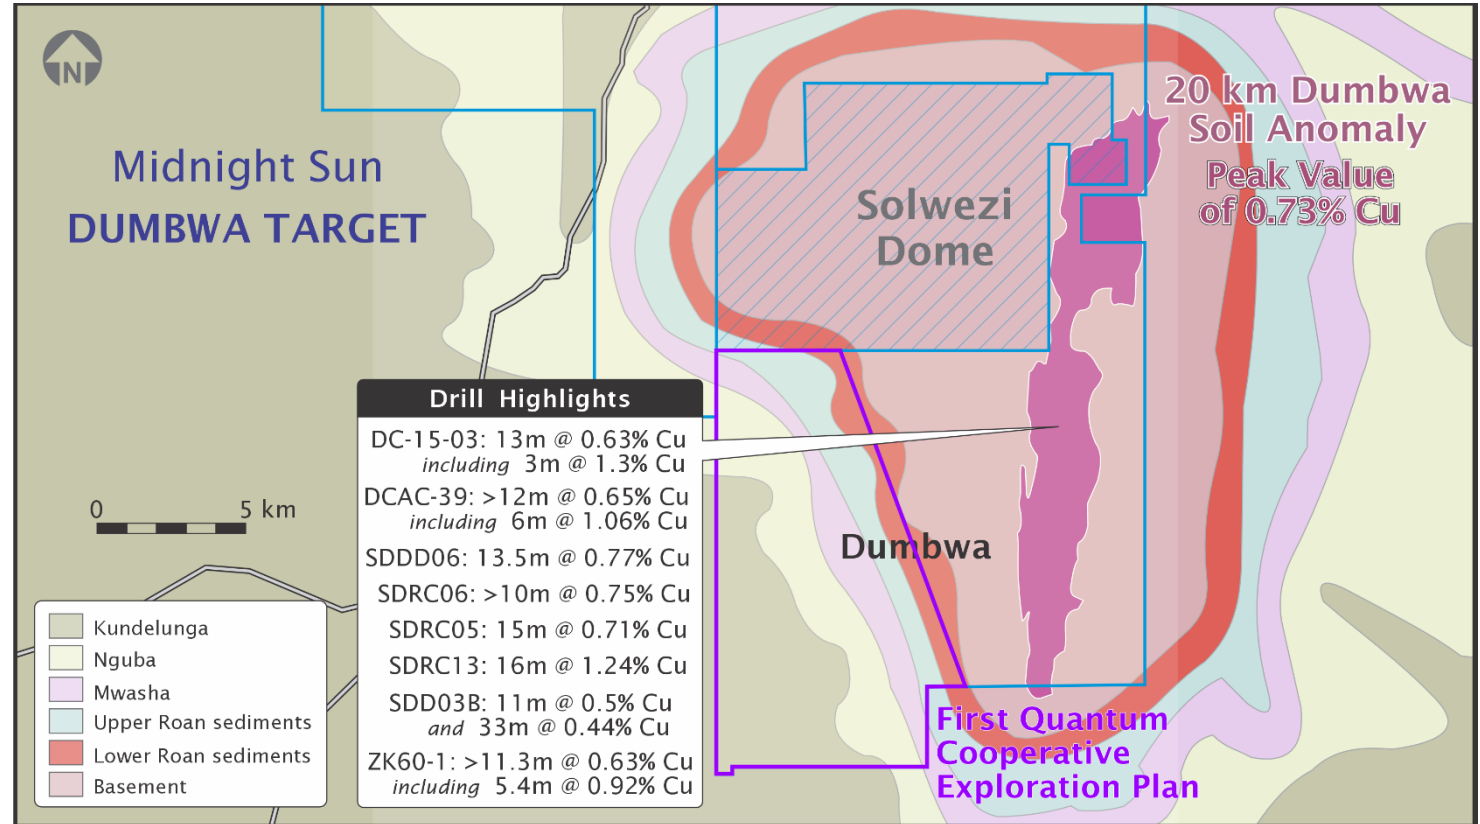 N
Midnight Sun
DUMBWA TARGET
20 km Dumbwa
Soil Anomaly
Peak Value
of 0.73% Cu
Solwezi
Dome
Drill Highlights
DC-15-03: 13m @ 0.63% Cu
including 3m @ 1.3% Cu
DCAC-39: >12m @ 0.65% Cu
including 6m @ 1.06% Cu
SDDD06: 13.5m @ 0.77% Cu
SDRC06: >10m @ 0.75% Cu
SDRC05: 15m @ 0.71% Cu
SDRC13: 16m @ 1.24% Cu
SDD03B: 11m @ 0.5% Cu
and 33m @ 0.44% Cu
ZK60-1: >11.3m @ 0.63% Cu
including 5.4m @ 0.92% Cu
0 5 km
Dumbwa
Kundelunga
Nguba
Mwasha
Upper Roan sediments
Lower Roan sediments
Basement
First Quantum
Cooperative
Exploration Plan